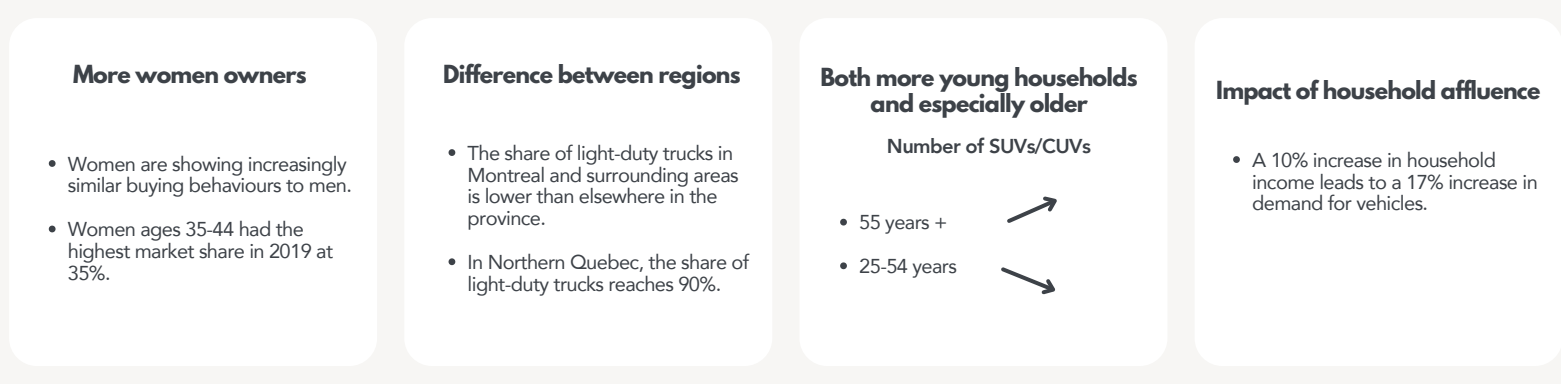 More women owners
• Women are showing increasingly
similar buying behaviours to men.
• Women ages 35-44 had the
highest market share in 2019 at
35%.
Difference between regions
• The share of light-duty trucks in
Montreal and surrounding areas
is lower than elsewhere in the
province.
• In Northern Quebec, the share of
light-duty trucks reaches 90%.
Both more young households
and especially older
Number of SUVs/CUVs
• 55 years +
• 25-54 years
Impact of household affluence
• A 10% increase in household
income leads to a 17% increase in
demand for vehicles.